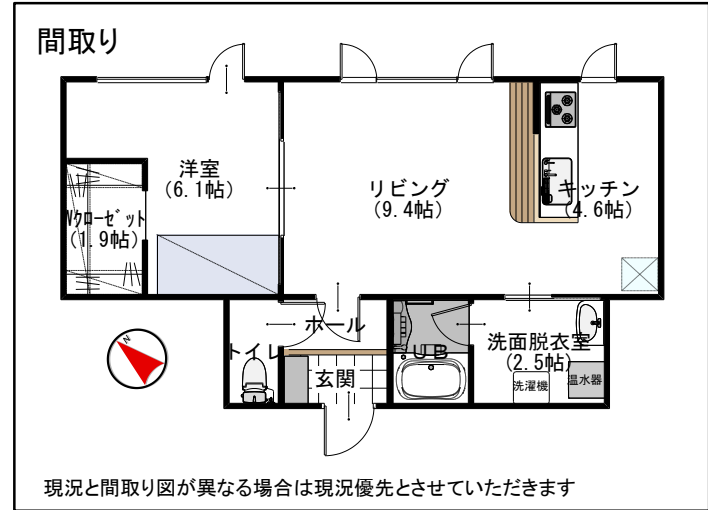 間取り
洋室
(6.1帖)
リビング
(9.4帖)
キッチン
(4.6帖)
Wクローゼット
(1.9帖)
N
ホール
トイレ
玄関
UB
洗面脱衣室
(2.5帖)
洗濯機
温水器
現況と間取り図が異なる場合は現況優先とさせていただきます